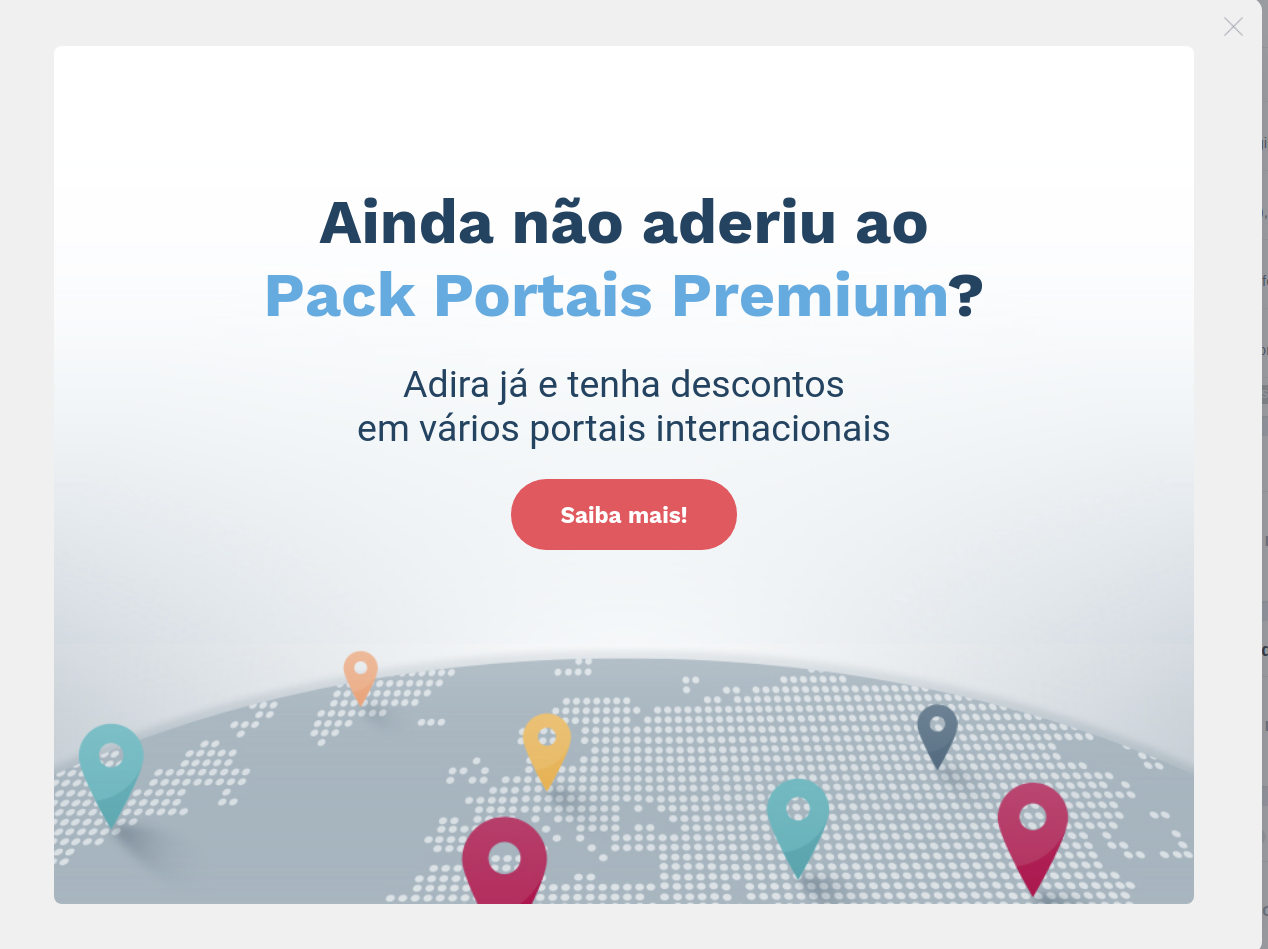 Ainda não aderiu ao
Pack Portais Premium?
Adira já e tenha descontos
em vários portais internacionais
Saiba mais!